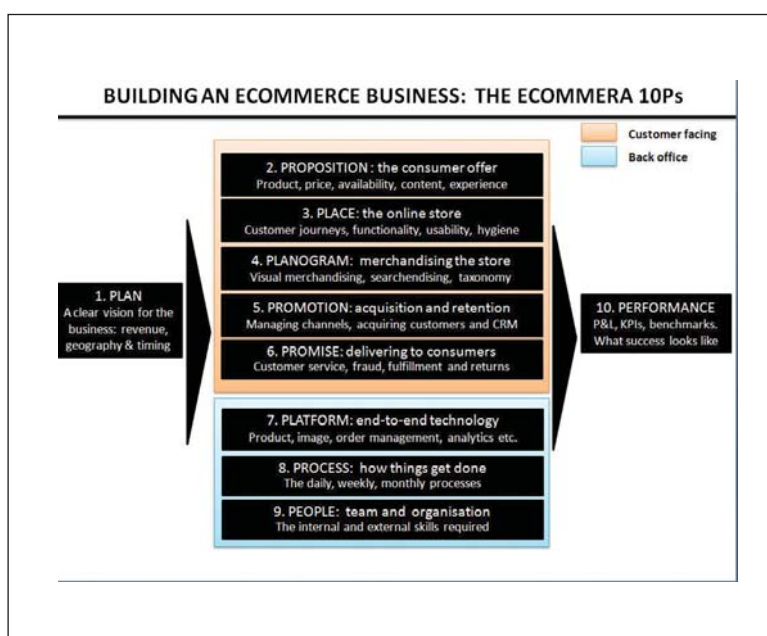 BUILDING AN ECOMMERCE BUSINESS: THE ECOMMERA 10Ps
Customer facing
Back office
1. PLAN
A clear vision for the
business: revenue,
geography & timing
2. PROPOSITION : the consumer offer
Product, price, availability, content, experience
3. PLACE: the online store
Customer journeys, functionality, usability, hygiene
4. PLANOGRAM: merchandising the store
Visual merchandising, searchendising, taxonomy
5. PROMOTION: acquisition and retention
Managing channels, acquiring customers and CRM
6. PROMISE: delivering to consumers
Customer service, fraud, fulfillment and returns
7. PLATFORM: end-to-end technology
Product, image, order management, analytics etc.
8. PROCESS: how things get done
The daily, weekly, monthly processes
9. PEOPLE: team and organisation
The internal and external skills required
10. PERFORMANCE
P&L, KPIs, benchmarks.
What success looks like